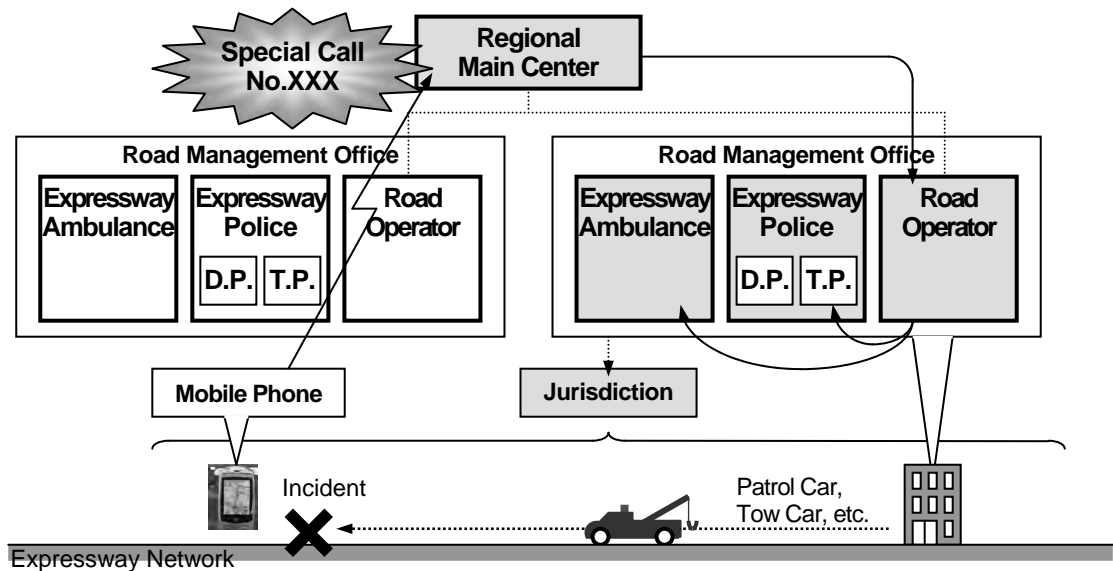 Special Call
No.XXX
Regional
Main Center
Road Management Office
Expressway
Ambulance
Expressway
Police
D.P.
T.P.
Road
Operator
Road Management Office
Expressway
Ambulance
Expressway
Police
D.P.
T.P.
Road
Operator
Mobile Phone
Jurisdiction
Incident
Patrol Car,
Tow Car, etc.
Expressway Network